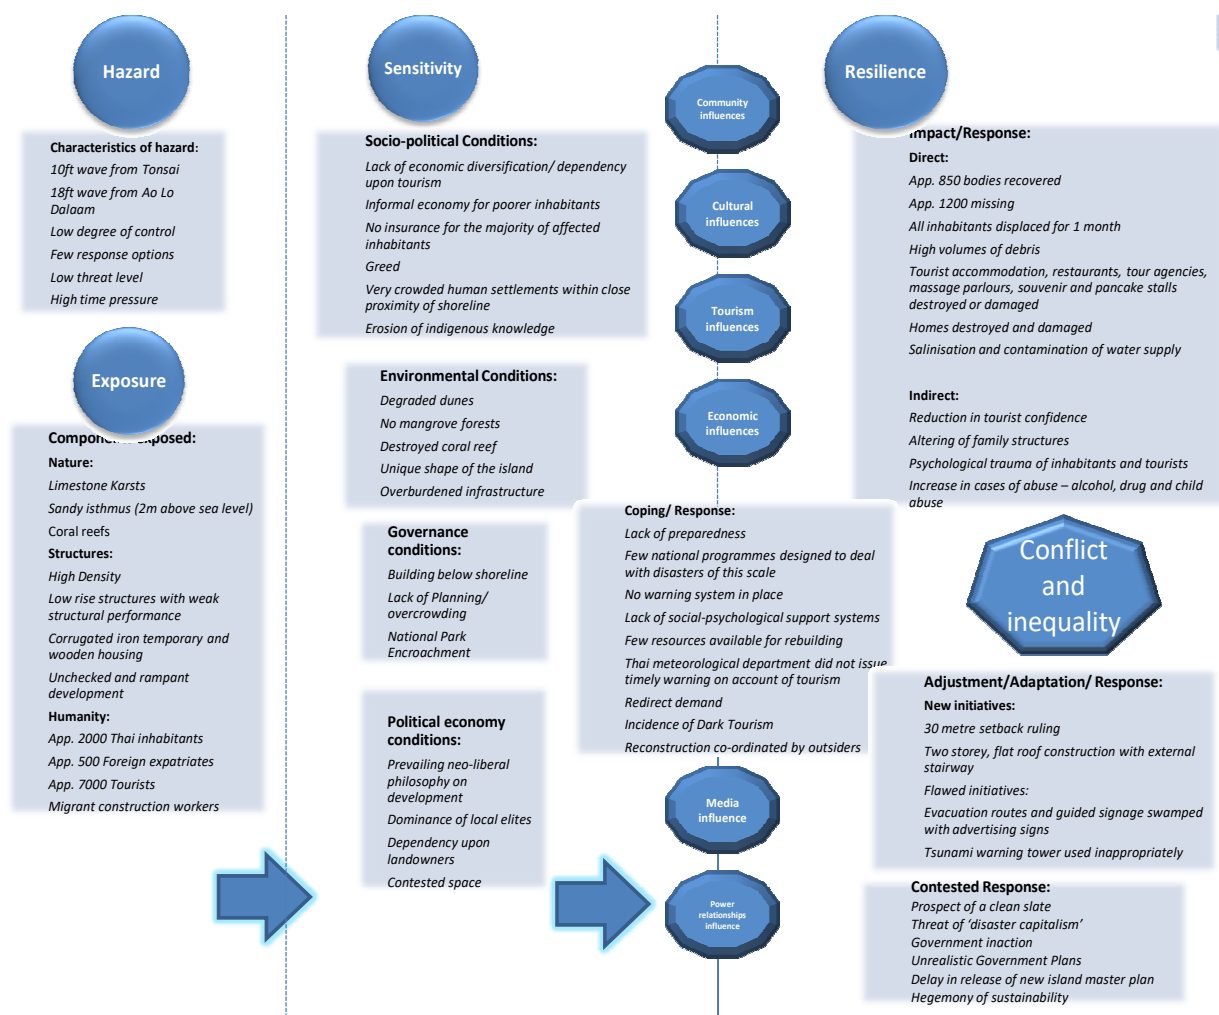 Hazard
Characteristics of hazard:
10ft wave from Tonsai
18ft wave from Ao Lo
Dalaam
Low degree of control
Few response options
Low threat level
High time pressure
Exposure
Components exposed:
Nature:
Limestone Karsts
Sandy isthmus (2m above sea level)
Coral reefs
Structures:
High Density
Low rise structures with weak
structural performance
Corrugated iron temporary and
wooden housing
Unchecked and rampant
development
Humanity:
App. 2000 Thai inhabitants
App. 500 Foreign expatriates
App. 7000 Tourists
Migrant construction workers
Sensitivity
Socio-political Conditions:
Lack of economic diversification/ dependency
upon tourism
Informal economy for poorer inhabitants
No insurance for the majority of affected
inhabitants
Greed
Very crowded human settlements within close
proximity of shoreline
Erosion of indigenous knowledge
Environmental Conditions:
Degraded dunes
No mangrove forests
Destroyed coral reef
Unique shape of the island
Overburdened infrastructure
Governance
conditions:
Building below shoreline
Lack of Planning/
overcrowding
National Park
Encroachment
Political economy
conditions:
Prevailing neo-liberal
philosophy on
development
Dominance of local elites
Dependency upon
landowners
Contested space
Community
influences
Cultural
influences
Tourism
influences
Economic
influences
Coping/ Response:
Lack of preparedness
Few national programmes designed to deal
with disasters of this scale
No warning system in place
Lack of social-psychological support systems
Few resources available for rebuilding
Thai meteorological department did not issue
timely warning on account of tourism
Redirect demand
Incidence of Dark Tourism
Reconstruction co-ordinated by outsiders
Media
influence
Power
relationships
influence
Resilience
Impact/Response:
Direct:
App. 850 bodies recovered
App. 1200 missing
All inhabitants displaced for 1 month
High volumes of debris
Tourist accommodation, restaurants, tour agencies,
massage parlours, souvenir and pancake stalls
destroyed or damaged
Homes destroyed and damaged
Salinisation and contamination of water supply
Indirect:
Reduction in tourist confidence
Altering of family structures
Psychological trauma of inhabitants and tourists
Increase in cases of abuse – alcohol, drug and child
abuse
Conflict
and
inequality
Adjustment/Adaptation/ Response:
New initiatives:
30 metre setback ruling
Two storey, flat roof construction with external
stairway
Flawed initiatives:
Evacuation routes and guided signage swamped
with advertising signs
Tsunami warning tower used inappropriately
Contested Response:
Prospect of a clean slate
Threat of ‘disaster capitalism’
Government inaction
Unrealistic Government Plans
Delay in release of new island master plan
Hegemony of sustainability